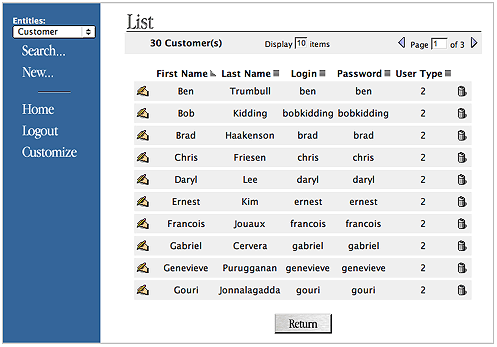 Entities:
Customer
Search...
New...
Home
Logout
Customize
List
30 Customer(s) Display 10 items Page 1 of 3
First Name Last Name Login Password User Type
Ben Trumbull ben ben 2
Bob Kidding bobkidding bobkidding 2
Brad Haakenson brad brad 2
Chris Friesen chris chris 2
Daryl Lee daryl daryl 2
Ernest Kim ernest ernest 2
Francois Jouaux francois francois 2
Gabriel Cervera gabriel gabriel 2
Genevieve Purugganan genevieve genevieve 2
Gouri Jonnalagadda gouri gouri 2
Return